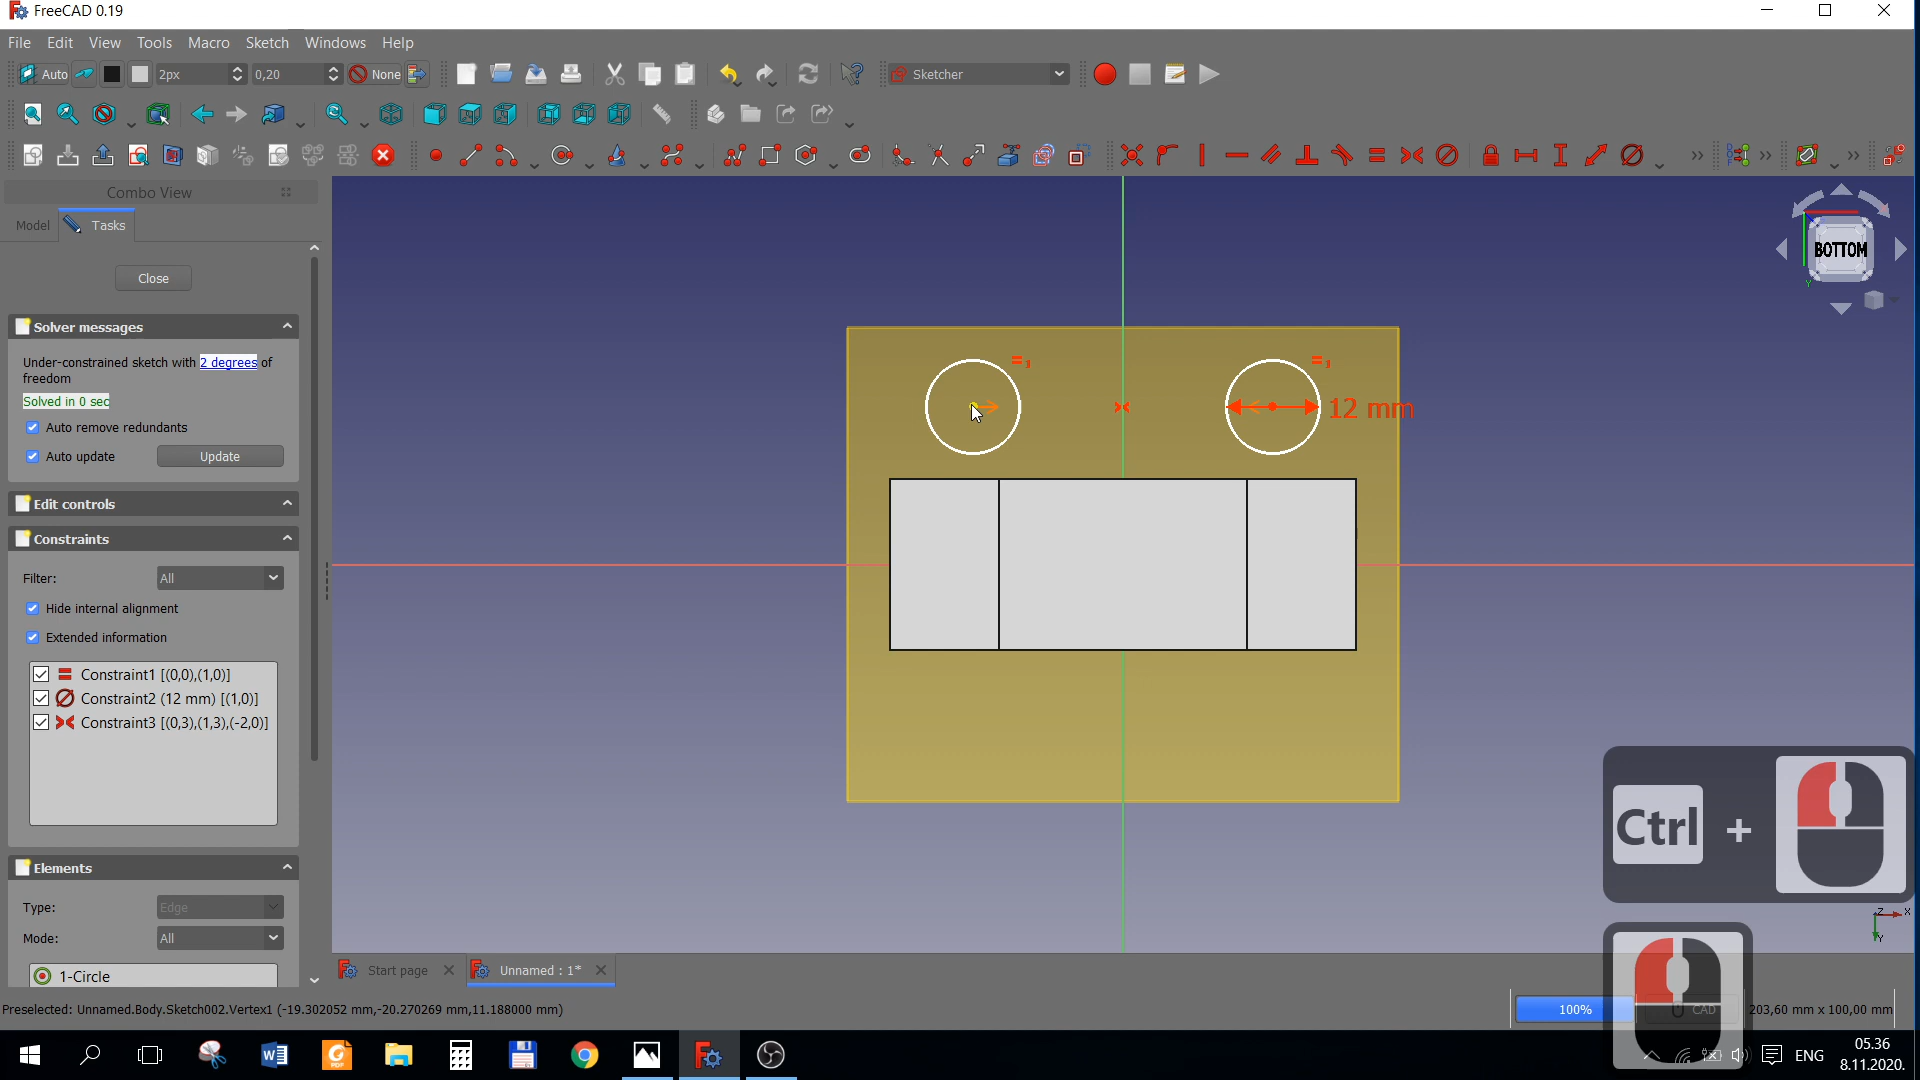 FreeCAD 0.19
File Edit View Tools Macro Sketch Windows Help
Auto 2px 0,20 None Sketcher
Combo View
Model Tasks
Close
Solver messages
Under-constrained sketch with 2 degrees of
freedom
Solved in 0 sec
Auto remove redundants
Auto update Update
Edit controls
Constraints
Filter: All
Hide internal alignment
Extended information
Constraint1 [(0,0),(1,0)]
Constraint2 (12 mm) [(1,0)]
Constraint3 [(0,3),(1,3),(-2,0)]
Elements
Type: Edge
Mode: All
1-Circle
12 mm
BOTTOM
Y
Ctrl +
Z X
Y
Start page Unnamed : 1*
Preselected: Unnamed.Body.Sketch002.Vertex1 (-19.302052 mm,-20.270269 mm,11.188000 mm)
100% CAD 203,60 mm x 100,00 mm
ENG
05.36
8.11.2020.